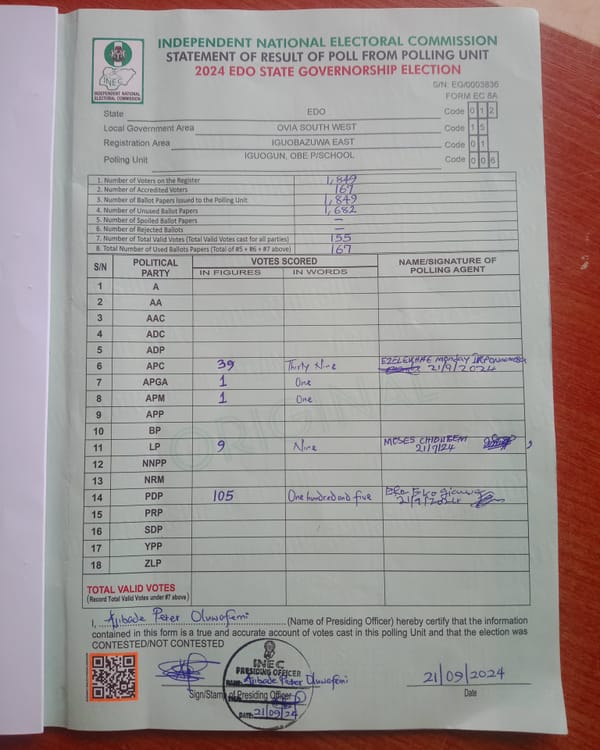 INDEPENDENT NATIONAL ELECTORAL COMMISSION
STATEMENT OF RESULT OF POLL FROM POLLING UNIT
2024 EDO STATE GOVERNORSHIP ELECTION
INEC
INDEPENDENT NATIONAL ELECTORAL COMMISSION
S/N: EG/0003836
FORM EC 8A
State EDO Code 0 1 2
Local Government Area OVIA SOUTH WEST Code 1 5
Registration Area IGUOBAZUWA EAST Code 0 1
Polling Unit IGUOGUN, OBE P/SCHOOL Code 0 0 6
1. Number of Voters on the Register 1,849
2. Number of Accredited Voters 167
3. Number of Ballot Papers Issued to the Polling Unit 1,849
4. Number of Unused Ballot Papers 1,682
5. Number of Spoiled Ballot Papers –
6. Number of Rejected Ballots –
7. Number of Total Valid Votes (Total Valid Votes cast for all parties) 155
8. Total Number of Used Ballots Papers (Total of #5 + #6 + #7 above) 167
S/N POLITICAL PARTY VOTES SCORED NAME/SIGNATURE OF POLLING AGENT
IN FIGURES IN WORDS
1 A
2 AA
3 AAC
4 ADC
5 ADP
6 APC 39 Thirty Nine Monday 21/9/2024
7 APGA 1 One
8 APM 1 One
9 APP
10 BP
11 LP 9 Nine MOSES CHIDUBEM 21/9/24
12 NNPP
13 NRM
14 PDP 105 One hundred and five 21/9/2024
15 PRP
16 SDP
17 YPP
18 ZLP
ORIGINAL
TOTAL VALID VOTES
(Record Total Valid Votes under #7 above)
I, Ajibade Peter Oluwafemi (Name of Presiding Officer) hereby certify that the information
contained in this form is a true and accurate account of votes cast in this polling Unit and that the election was
CONTESTED/NOT CONTESTED
INEC
PRESIDING OFFICER
NAME: Ajibade Peter Oluwafemi
SIGN:
DATE: 21/09/24
Sign/Stamp of Presiding Officer
21/09/2024
Date